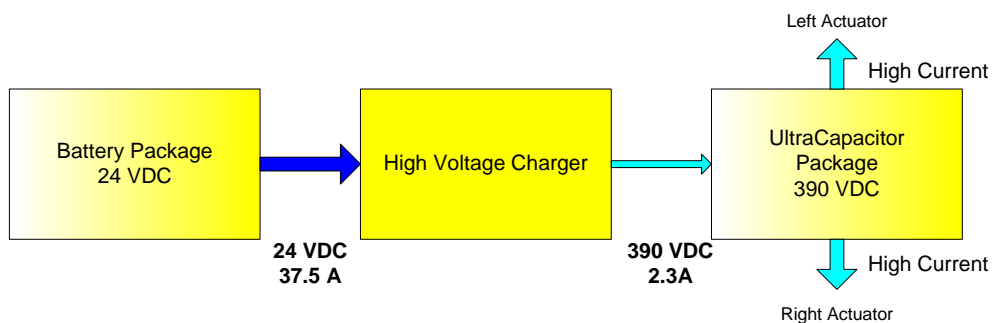 Left Actuator
High Current
Battery Package
24 VDC
High Voltage Charger
UltraCapacitor
Package
390 VDC
24 VDC
37.5 A
390 VDC
2.3A
High Current
Right Actuator